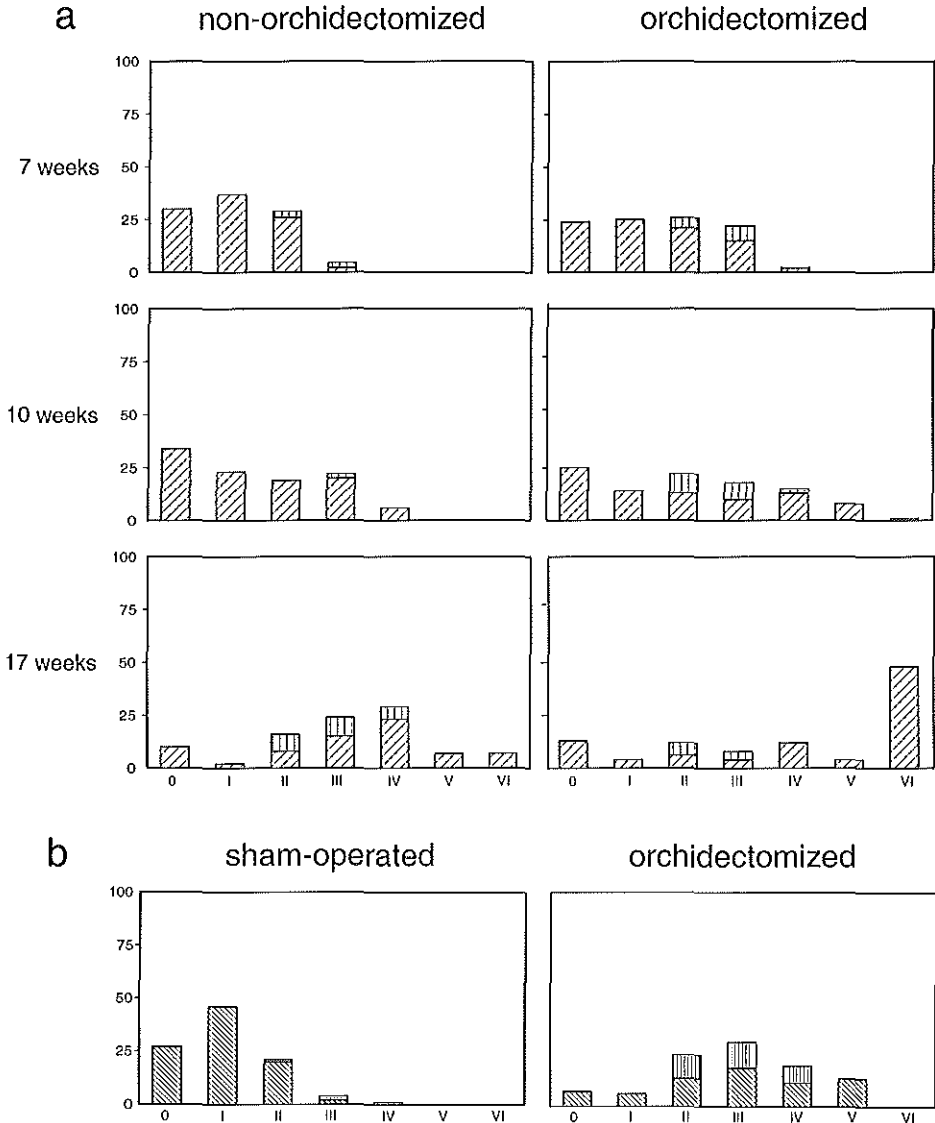 a
non-orchidectomized orchidectomized
100
75
7 weeks 50
25
0
100
75
10 weeks 50
25
0
100
75
17 weeks 50
25
0
0 I II III IV V VI 0 I II III IV V VI
b
sham-operated orchidectomized
100
75
50
25
0
0 I II III IV V VI 0 I II III IV V VI